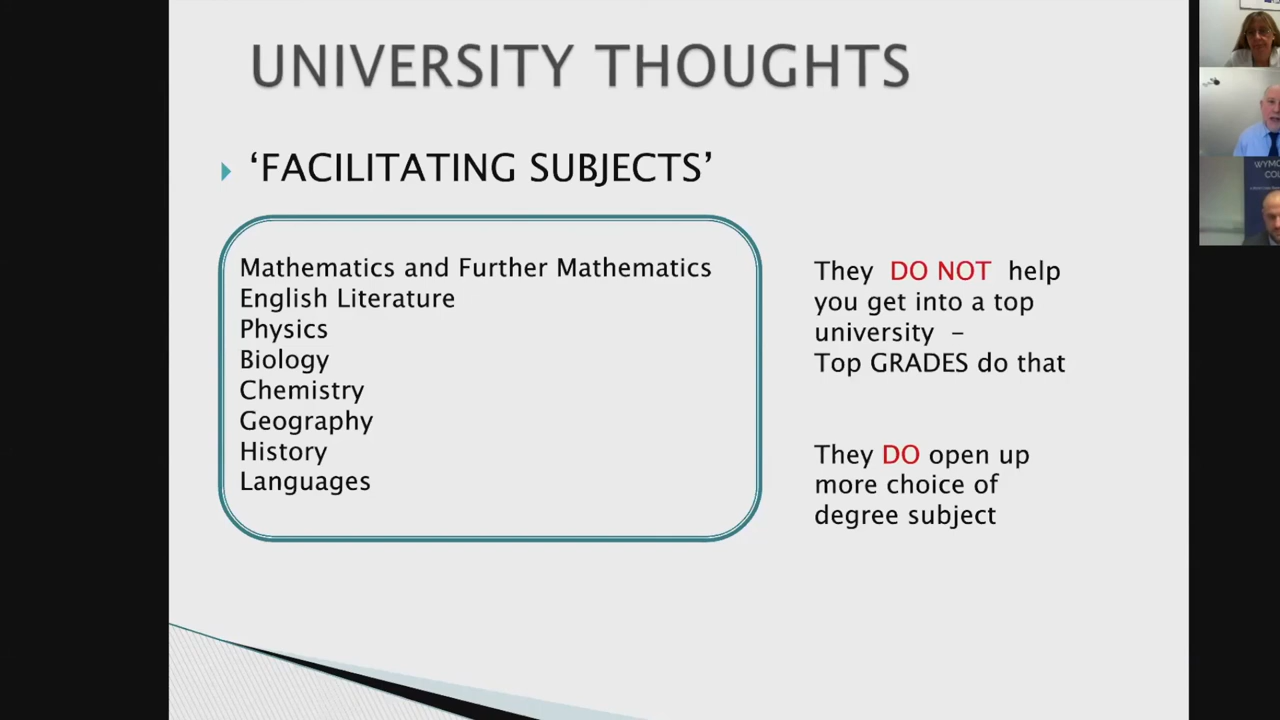 UNIVERSITY THOUGHTS
‘FACILITATING SUBJECTS’
Mathematics and Further Mathematics
English Literature
Physics
Biology
Chemistry
Geography
History
Languages
They DO NOT help
you get into a top
university –
Top GRADES do that
They DO open up
more choice of
degree subject